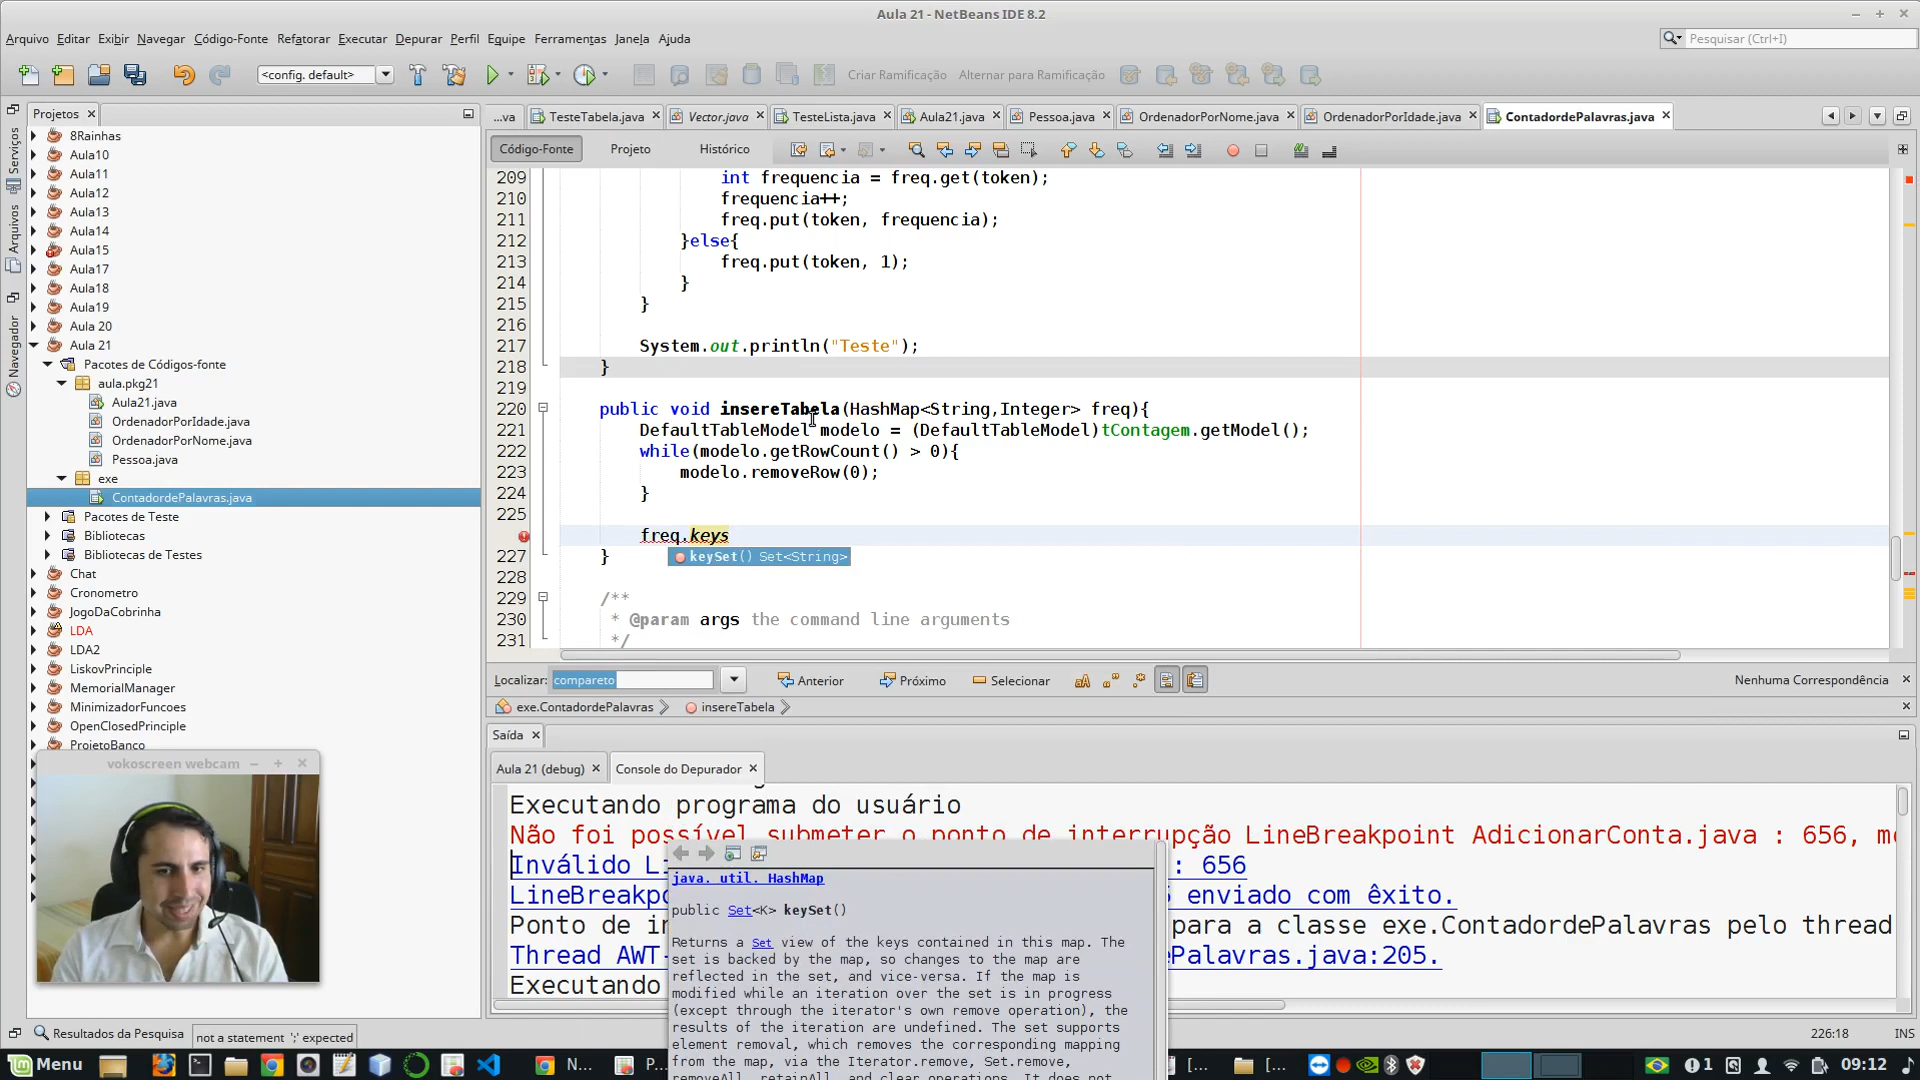 Aula 21 - NetBeans IDE 8.2
Arquivo Editar Exibir Navegar Código-Fonte Refatorar Executar Depurar Perfil Equipe Ferramentas Janela Ajuda
Pesquisar (Ctrl+I)
<config. default>
Criar Ramificação Alternar para Ramificação
Projetos
...va TesteTabela.java Vector.java TesteLista.java Aula21.java Pessoa.java OrdenadorPorNome.java OrdenadorPorIdade.java ContadordePalavras.java
Código-Fonte Projeto Histórico
Serviços
Arquivos
Navegador
8Rainhas
Aula10
Aula11
Aula12
Aula13
Aula14
Aula15
Aula17
Aula18
Aula19
Aula 20
Aula 21
Pacotes de Códigos-fonte
aula.pkg21
Aula21.java
OrdenadorPorIdade.java
OrdenadorPorNome.java
Pessoa.java
exe
ContadordePalavras.java
Pacotes de Teste
Bibliotecas
Bibliotecas de Testes
Chat
Cronometro
JogoDaCobrinha
LDA
LDA2
LiskovPrinciple
MemorialManager
MinimizadorFuncoes
OpenClosedPrinciple
ProjetoBanco
vokoscreen webcam
209 int frequencia = freq.get(token);
210 frequencia++;
211 freq.put(token, frequencia);
212 }else{
213 freq.put(token, 1);
214 }
215 }
216
217 System.out.println("Teste");
218 }
219
220 public void insereTabela(HashMap<String,Integer> freq){
221 DefaultTableModel modelo = (DefaultTableModel)tContagem.getModel();
222 while(modelo.getRowCount() > 0){
223 modelo.removeRow(0);
224 }
225
freq.keys
keySet() Set<String>
227 }
228
229 /**
230 * @param args the command line arguments
231 */
Localizar: compareto Anterior Próximo Selecionar Nenhuma Correspondência
exe.ContadordePalavras insereTabela
Saída
Aula 21 (debug) Console do Depurador
Executando programa do usuário
Não foi possível submeter o ponto de interrupção LineBreakpoint AdicionarConta.java : 656, m
Inválido Li : 656
LineBreakp enviado com êxito.
Ponto de in para a classe exe.ContadordePalavras pelo thread
Thread AWT- Palavras.java:205.
Executando
java. util. HashMap
public Set<K> keySet()
Returns a Set view of the keys contained in this map. The
set is backed by the map, so changes to the map are
reflected in the set, and vice-versa. If the map is
modified while an iteration over the set is in progress
(except through the iterator's own remove operation), the
results of the iteration are undefined. The set supports
element removal, which removes the corresponding mapping
from the map, via the Iterator.remove, Set.remove,
removeAll, retainAll, and clear operations. It does not
Resultados da Pesquisa not a statement ';' expected
226:18 INS
Menu N... P... [... [... 1 09:12